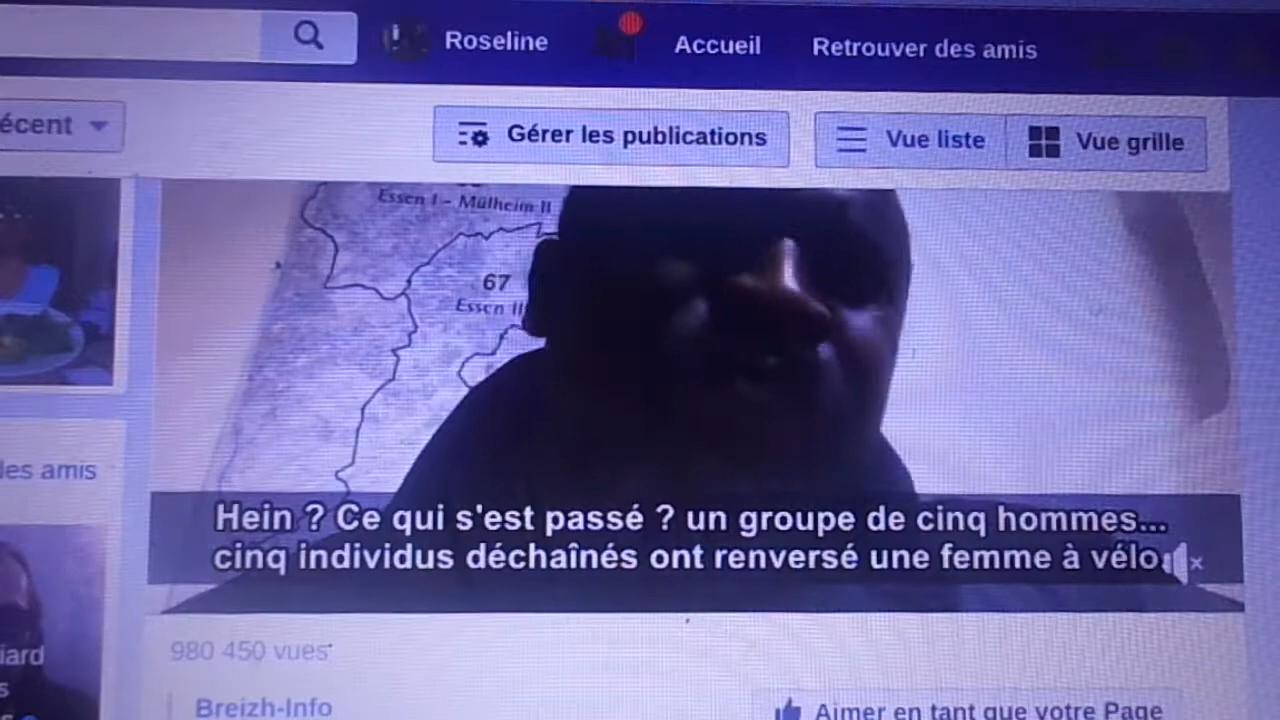 Roseline
Accueil
Retrouver des amis
écent
Gérer les publications
Vue liste
Vue grille
Essen I – Mülheim II
67
Essen II
les amis
Hein ? Ce qui s'est passé ? un groupe de cinq hommes...
cinq individus déchaînés ont renversé une femme à vélo.
980 450 vues
iard
s
Breizh-Info
Aimer en tant que votre Page